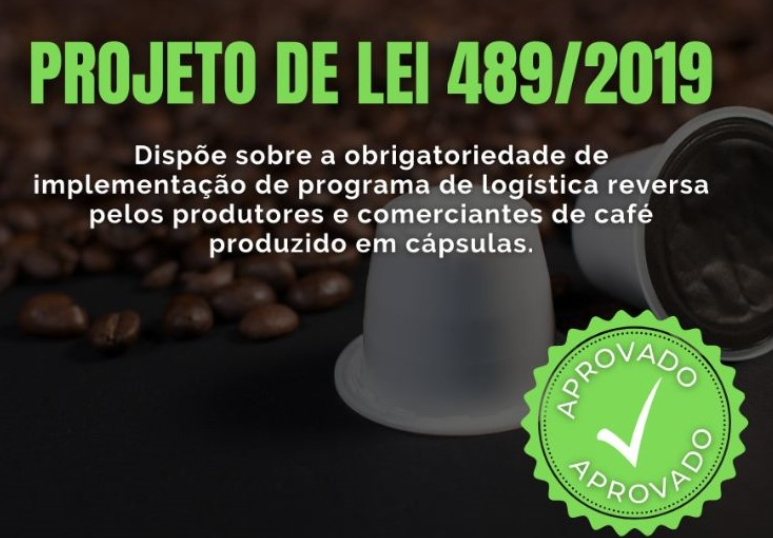 PROJETO DE LEI 489/2019
Dispõe sobre a obrigatoriedade de
implementação de programa de logística reversa
pelos produtores e comerciantes de café
produzido em cápsulas.
APROVADO
APROVADO